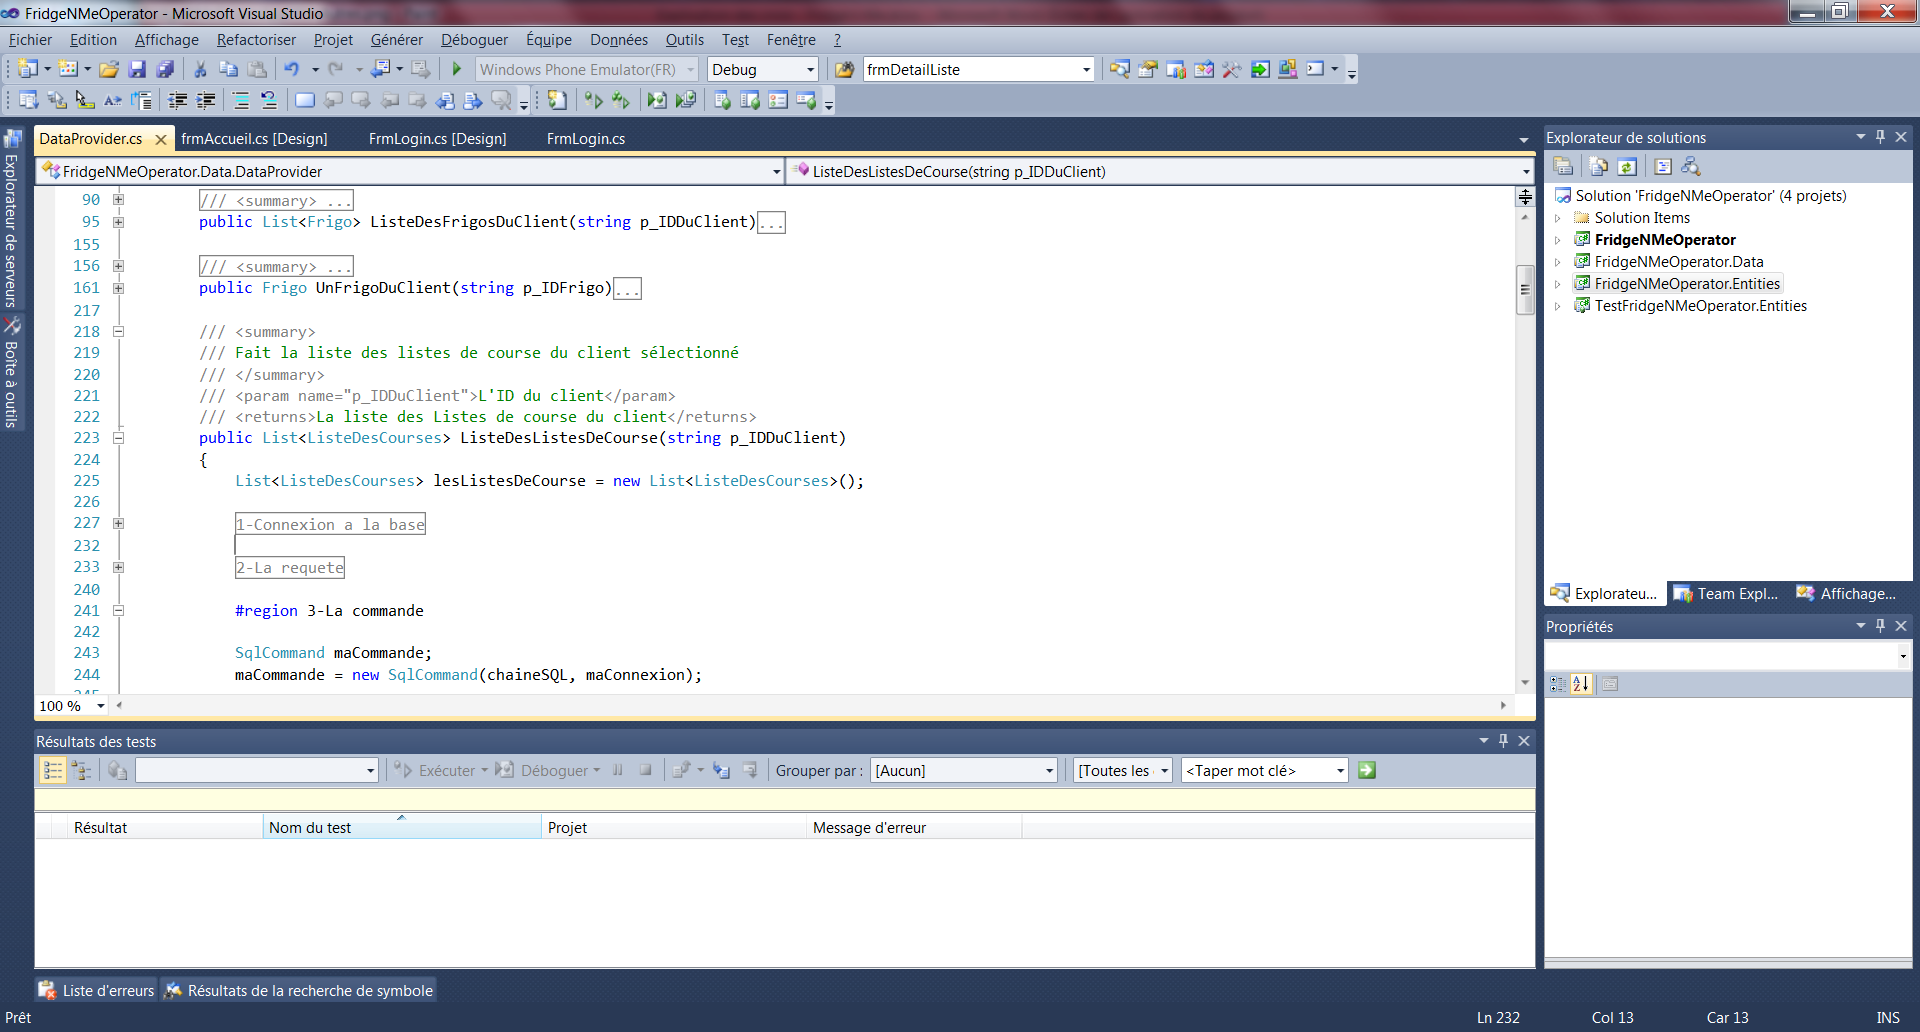 FridgeNMeOperator - Microsoft Visual Studio
Fichier Edition Affichage Refactoriser Projet Générer Déboguer Équipe Données Outils Test Fenêtre ?
Windows Phone Emulator(FR) Debug frmDetailListe
DataProvider.cs frmAccueil.cs [Design] FrmLogin.cs [Design] FrmLogin.cs
FridgeNMeOperator.Data.DataProvider ListeDesListesDeCourse(string p_IDDuClient)
90 /// <summary> ...
95 public List<Frigo> ListeDesFrigosDuClient(string p_IDDuClient)...
155
156 /// <summary> ...
161 public Frigo UnFrigoDuClient(string p_IDFrigo)...
217
218 /// <summary>
219 /// Fait la liste des listes de course du client sélectionné
220 /// </summary>
221 /// <param name="p_IDDuClient">L'ID du client</param>
222 /// <returns>La liste des Listes de course du client</returns>
223 public List<ListeDesCourses> ListeDesListesDeCourse(string p_IDDuClient)
224 {
225 List<ListeDesCourses> lesListesDeCourse = new List<ListeDesCourses>();
226
227 1-Connexion a la base
232
233 2-La requete
240
241 #region 3-La commande
242
243 SqlCommand maCommande;
244 maCommande = new SqlCommand(chaineSQL, maConnexion);
100 %
Explorateur de serveurs
Boîte à outils
Explorateur de solutions
Solution 'FridgeNMeOperator' (4 projets)
Solution Items
FridgeNMeOperator
FridgeNMeOperator.Data
FridgeNMeOperator.Entities
TestFridgeNMeOperator.Entities
Explorateu... Team Expl... Affichage...
Propriétés
Résultats des tests
Exécuter Déboguer Grouper par : [Aucun] [Toutes les <Taper mot clé>
Résultat Nom du test Projet Message d'erreur
Liste d'erreurs Résultats de la recherche de symbole
Prêt Ln 232 Col 13 Car 13 INS